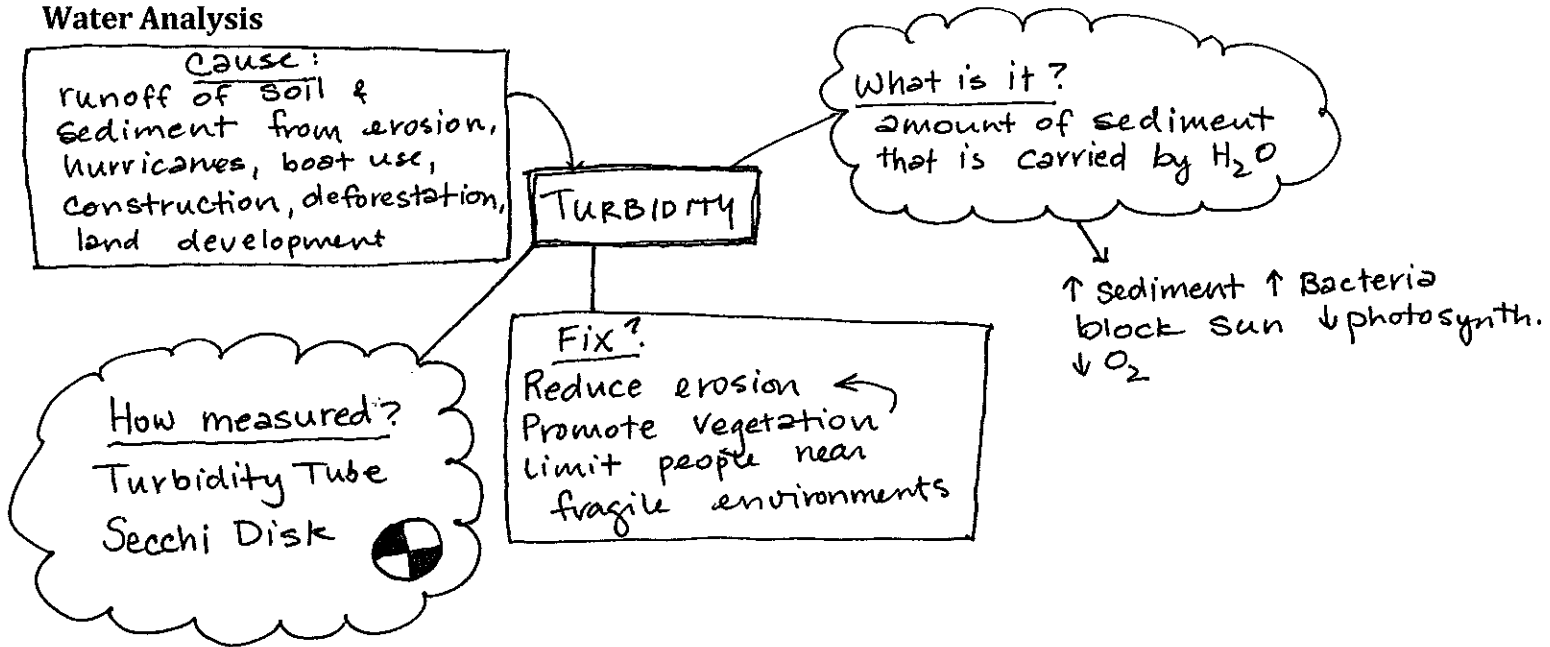 Water Analysis
Cause:
runoff of soil &
sediment from erosion,
hurricanes, boat use,
construction, deforestation,
land development
TURBIDITY
What is it?
amount of sediment
that is carried by H₂O
↑ sediment ↑ Bacteria
block sun ↓ photosynth.
↓ O₂
How measured?
Turbidity Tube
Secchi Disk
Fix?
Reduce erosion
Promote vegetation
Limit people near
fragile environments